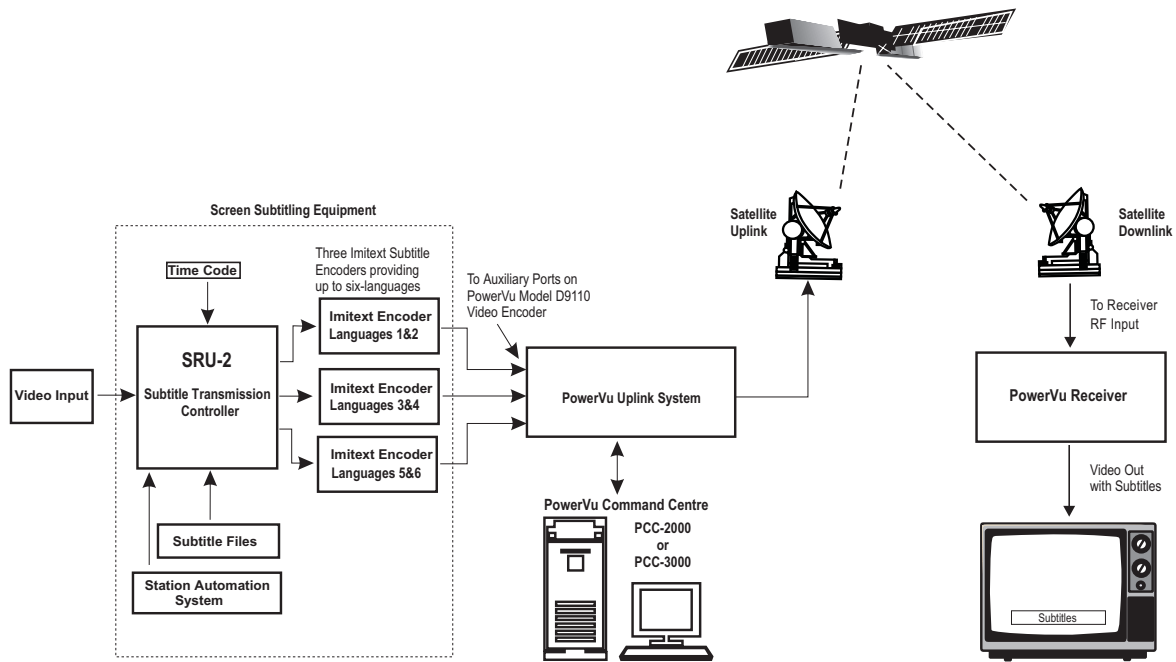 Screen Subtitling Equipment
Time Code
Three Imitext Subtitle
Encoders providing
up to six-languages
Video Input
SRU-2
Subtitle Transmission
Controller
Imitext Encoder
Languages 1&2
Imitext Encoder
Languages 3&4
Imitext Encoder
Languages 5&6
Subtitle Files
Station Automation
System
To Auxiliary Ports on
PowerVu Model D9110
Video Encoder
PowerVu Uplink System
PowerVu Command Centre
PCC-2000
or
PCC-3000
Satellite
Uplink
Satellite
Downlink
To Receiver
RF Input
PowerVu Receiver
Video Out
with Subtitles
Subtitles